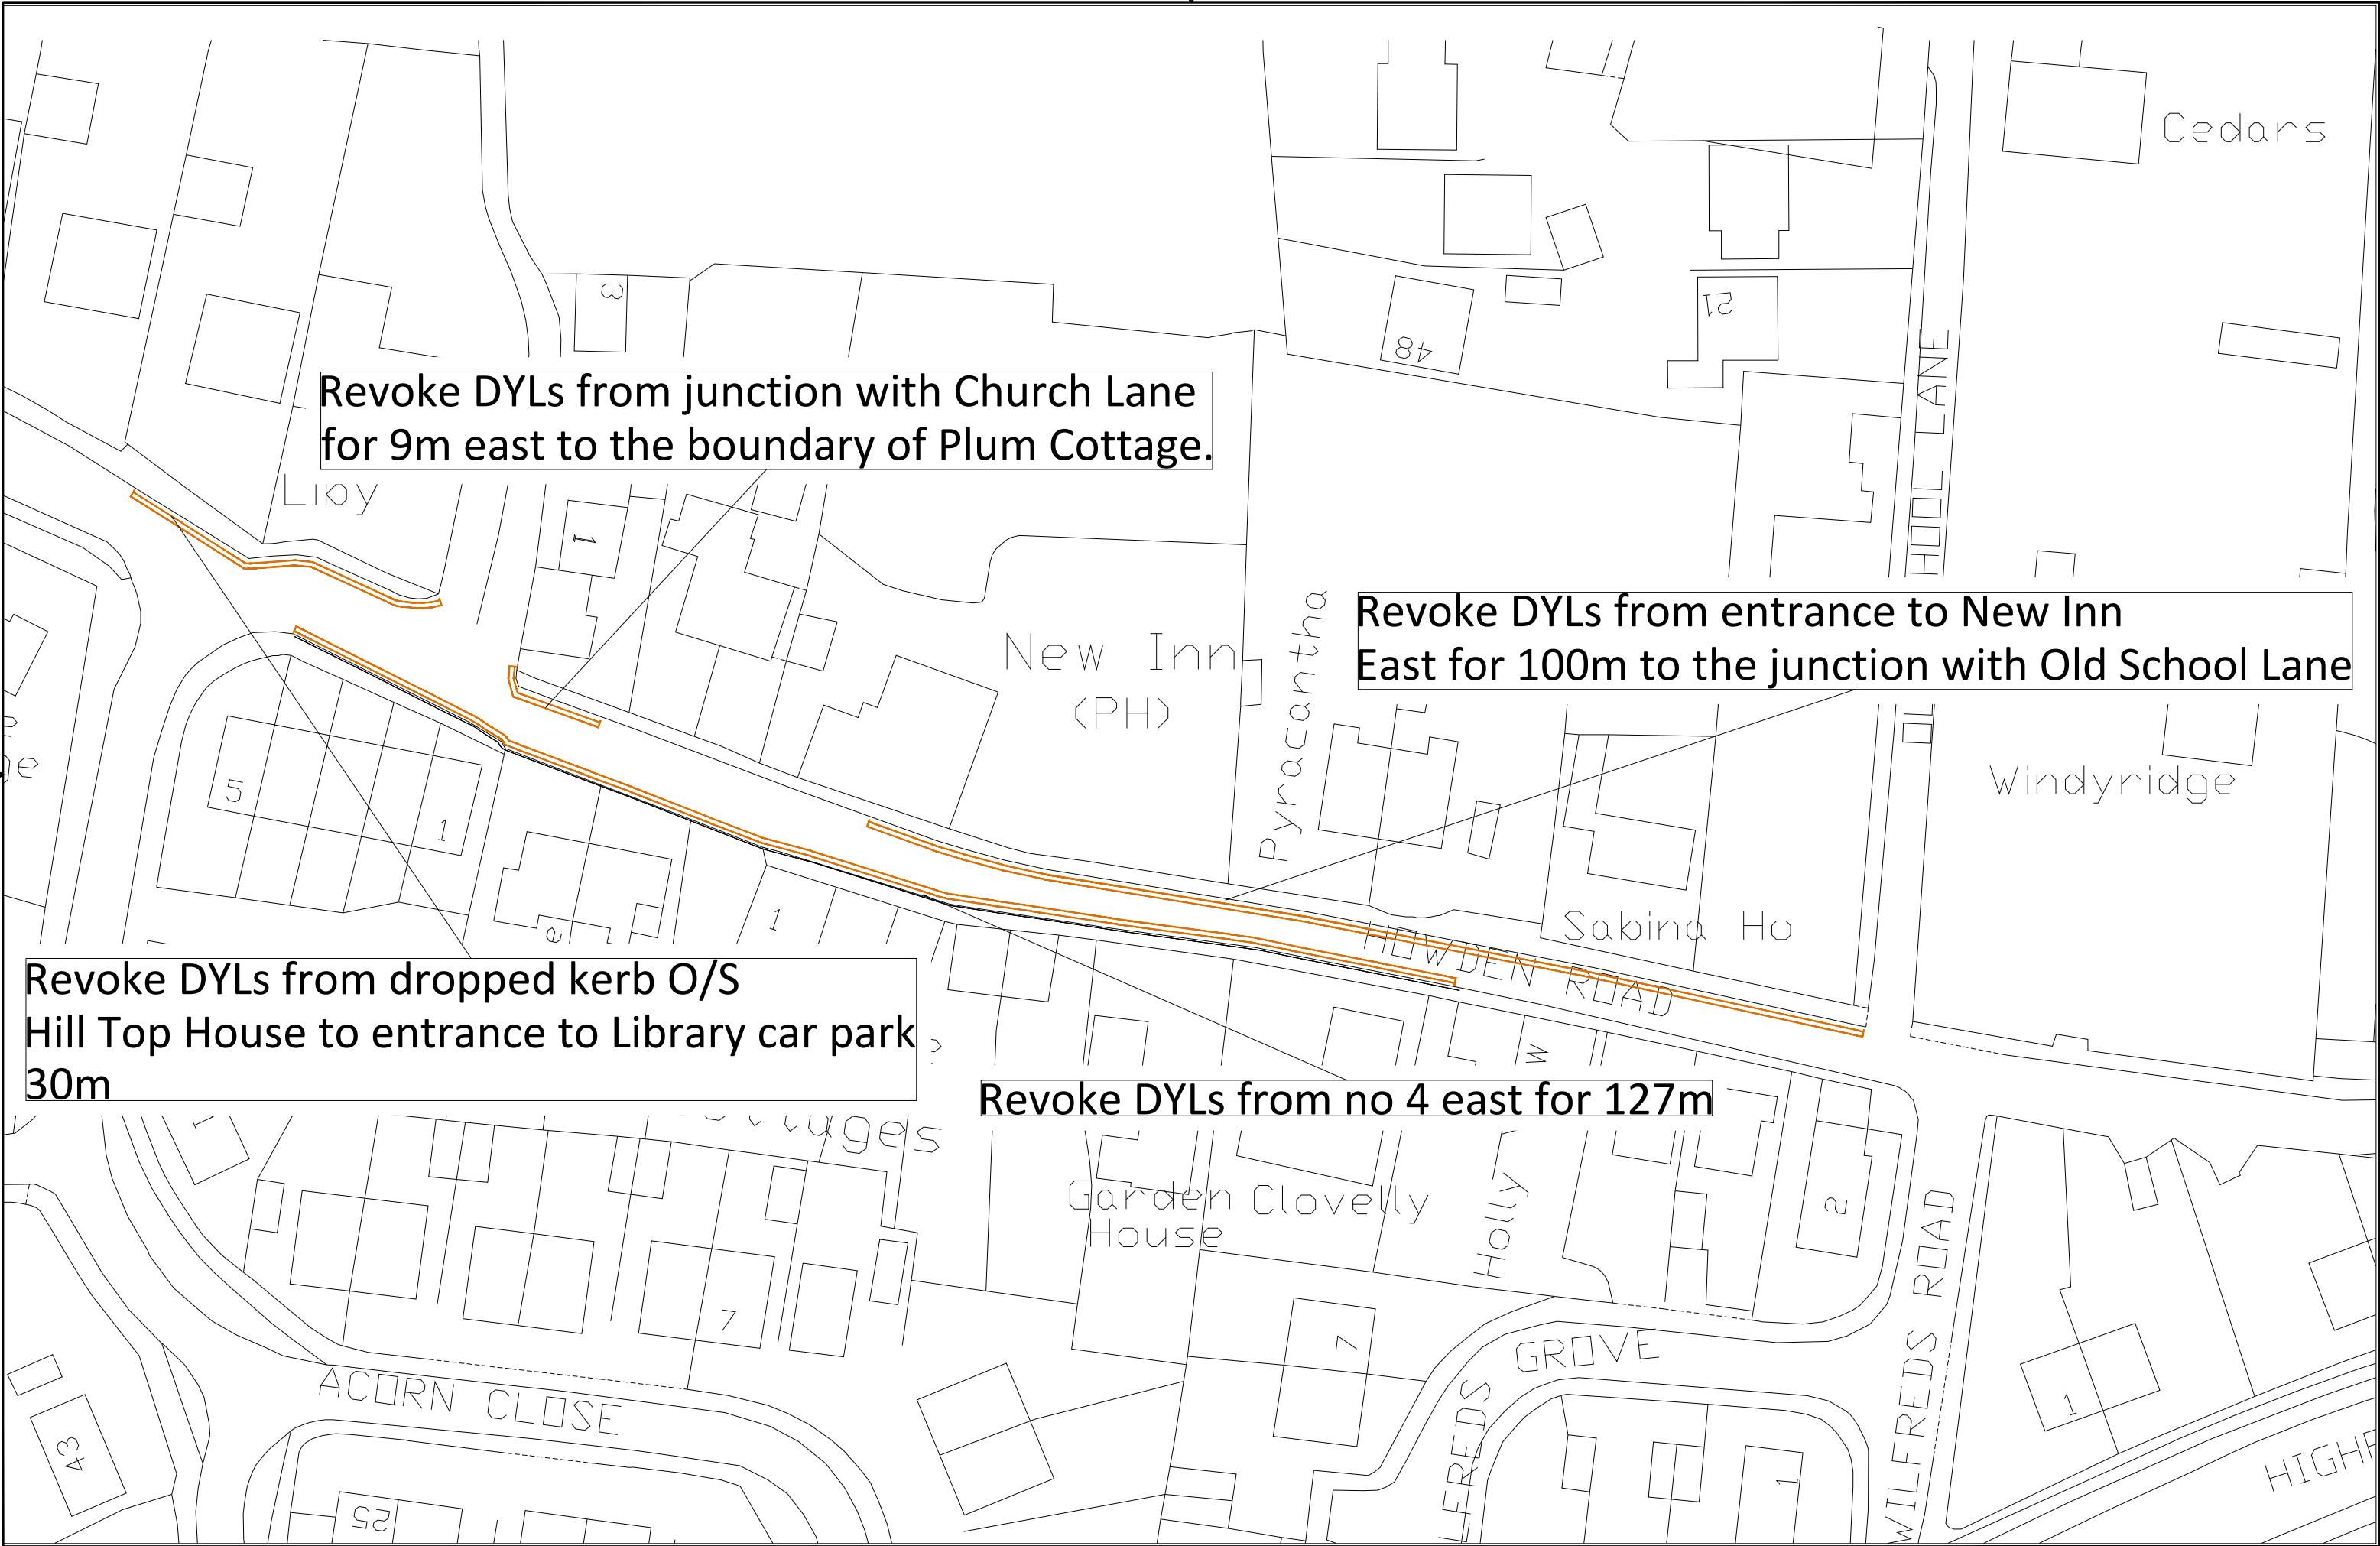 Cedars
3
21
48
Revoke DYLs from junction with Church Lane
for 9m east to the boundary of Plum Cottage.
Liby
1
HOOL LANE
Revoke DYLs from entrance to New Inn
East for 100m to the junction with Old School Lane
New Inn
(PH)
Pyracantha
Windyridge
5
1
1
Sabina Ho
HOWDEN ROAD
Revoke DYLs from dropped kerb O/S
Hill Top House to entrance to Library car park
30m
Revoke DYLs from no 4 east for 127m
Garden
House
Clovelly
Holly
2
7
7
GROVE
LFREDS
WILFREDS ROAD
ACORN CLOSE
43
25
1
1